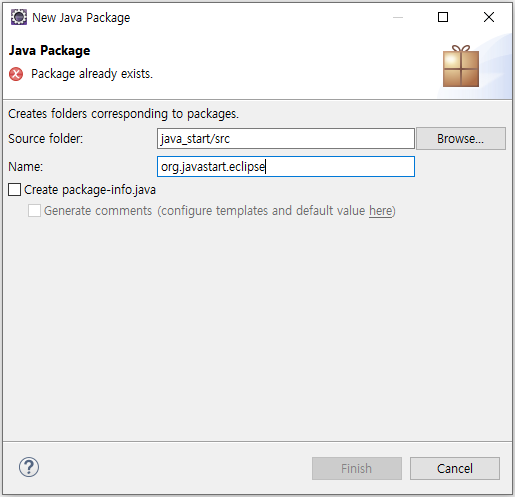 New Java Package
Java Package
Package already exists.
Creates folders corresponding to packages.
Source folder: java_start/src Browse...
Name: org.javastart.eclipse
Create package-info.java
Generate comments (configure templates and default value here)
? Finish Cancel